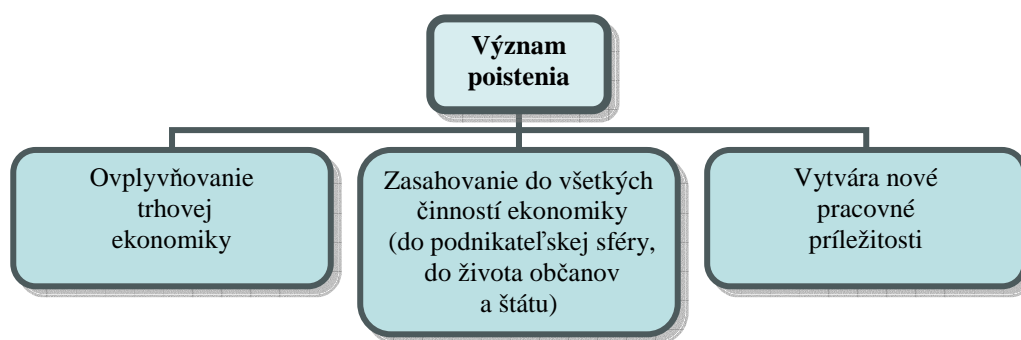 Význam
poistenia
Ovplyvňovanie
trhovej
ekonomiky
Zasahovanie do všetkých
činností ekonomiky
(do podnikateľskej sféry,
do života občanov
a štátu)
Vytvára nové
pracovné
príležitosti